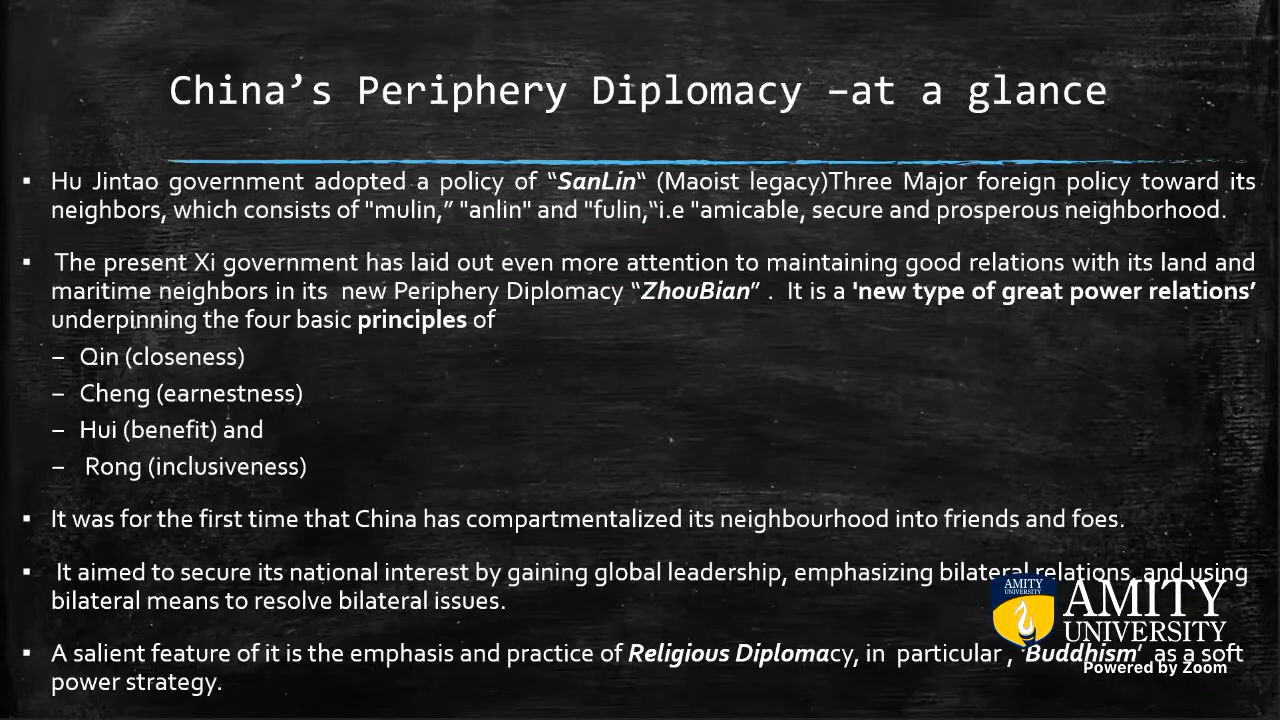 China’s Periphery Diplomacy –at a glance
▪ Hu Jintao government adopted a policy of “SanLin“ (Maoist legacy)Three Major foreign policy toward its
neighbors, which consists of "mulin,” "anlin" and "fulin,“i.e "amicable, secure and prosperous neighborhood.
▪ The present Xi government has laid out even more attention to maintaining good relations with its land and
maritime neighbors in its new Periphery Diplomacy “ZhouBian” . It is a 'new type of great power relations’
underpinning the four basic principles of
– Qin (closeness)
– Cheng (earnestness)
– Hui (benefit) and
– Rong (inclusiveness)
▪ It was for the first time that China has compartmentalized its neighbourhood into friends and foes.
▪ It aimed to secure its national interest by gaining global leadership, emphasizing bilateral relations, and using
bilateral means to resolve bilateral issues.
▪ A salient feature of it is the emphasis and practice of Religious Diplomacy, in particular , ‘Buddhism’ as a soft
power strategy.
AMITY
UNIVERSITY
AMITY
UNIVERSITY
Powered by Zoom